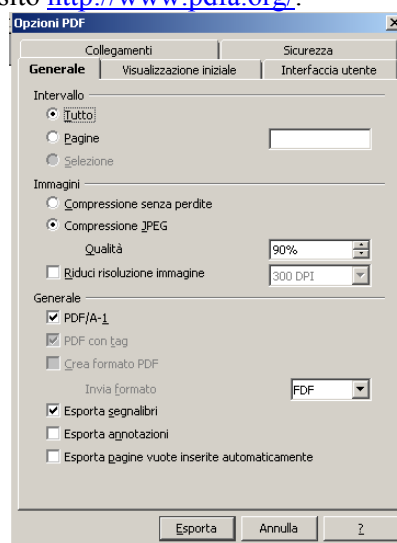 sito http://www.pdfa.org/.
Opzioni PDF
Collegamenti Sicurezza
Generale Visualizzazione iniziale Interfaccia utente
Intervallo
Tutto
Pagine
Selezione
Immagini
Compressione senza perdite
Compressione JPEG
Qualità 90%
Riduci risoluzione immagine 300 DPI
Generale
PDF/A-1
PDF con tag
Crea formato PDF
Invia formato FDF
Esporta segnalibri
Esporta annotazioni
Esporta pagine vuote inserite automaticamente
Esporta Annulla ?